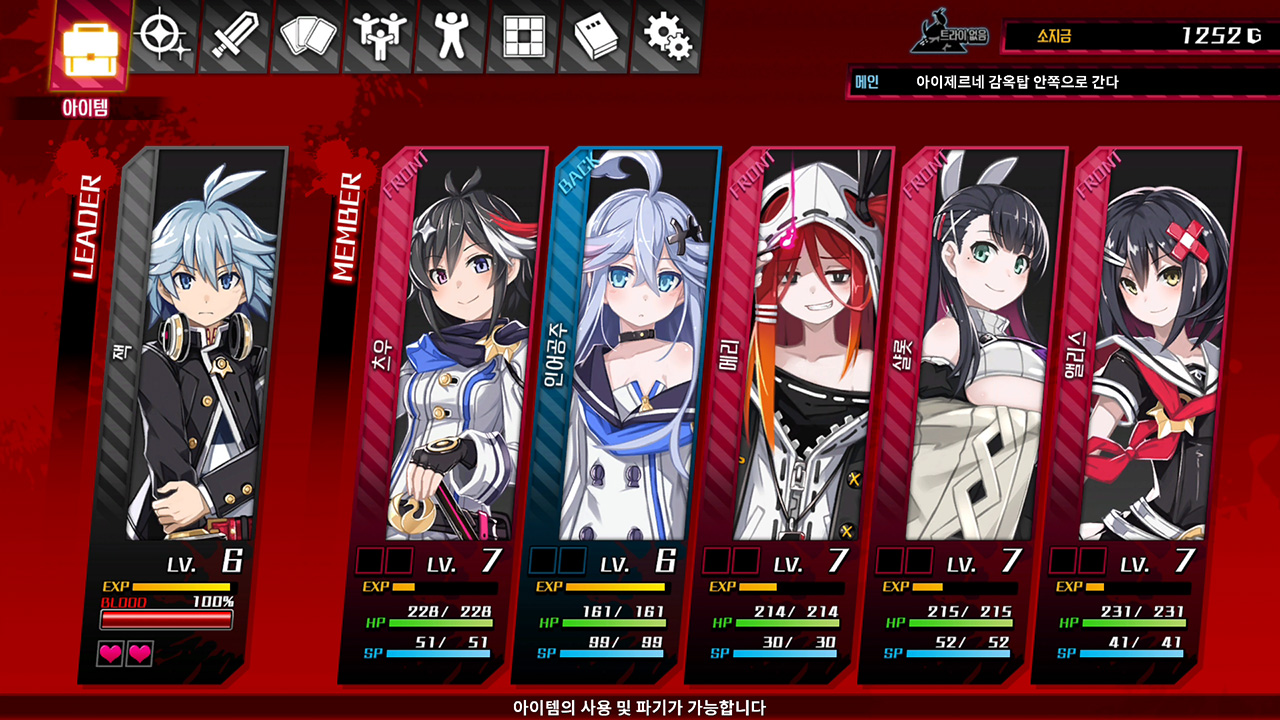 트라이 없음
소지금 1252G
메인 아이제르네 감옥탑 안쪽으로 간다
아이템
LEADER
잭
LV. 6
EXP
BLOOD 100%
MEMBER
FRONT
츠우
LV. 7
EXP
HP 228/ 228
SP 51/ 51
BACK
인어공주
LV. 6
EXP
HP 161/ 161
SP 99/ 99
FRONT
메리
LV. 7
EXP
HP 214/ 214
SP 30/ 30
FRONT
샬롯
LV. 7
EXP
HP 215/ 215
SP 52/ 52
FRONT
앨리스
LV. 7
EXP
HP 231/ 231
SP 41/ 41
아이템의 사용 및 파기가 가능합니다